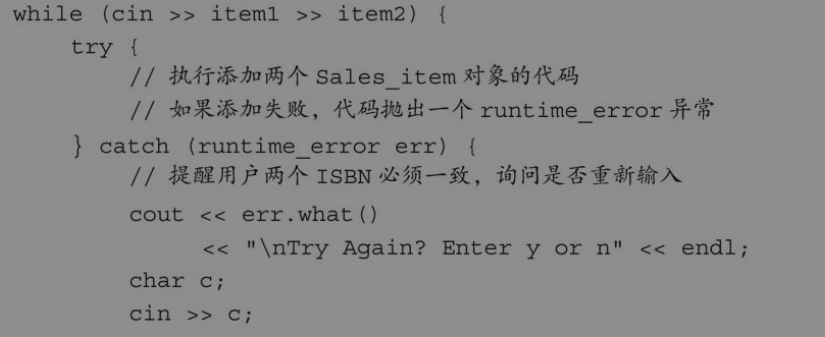 while (cin >> item1 >> item2) {
try {
// 执行添加两个 Sales_item 对象的代码
// 如果添加失败，代码抛出一个 runtime_error 异常
} catch (runtime_error err) {
// 提醒用户两个 ISBN 必须一致，询问是否重新输入
cout << err.what()
<< "\nTry Again? Enter y or n" << endl;
char c;
cin >> c;